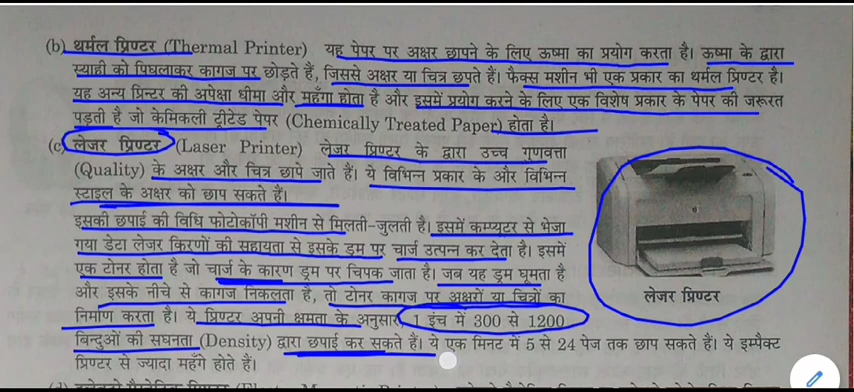 (b) थर्मल प्रिण्टर (Thermal Printer) यह पेपर पर अक्षर छापने के लिए ऊष्मा का प्रयोग करता है। ऊष्मा के द्वारा
स्याही को पिघलाकर कागज पर छोड़ते हैं, जिससे अक्षर या चित्र छपते हैं। फैक्स मशीन भी एक प्रकार का थर्मल प्रिण्टर है।
यह अन्य प्रिन्टर की अपेक्षा धीमा और महँगा होता है और इसमें प्रयोग करने के लिए एक विशेष प्रकार के पेपर की जरूरत
पड़ती है जो केमिकली ट्रीटेड पेपर (Chemically Treated Paper) होता है।
(c) लेजर प्रिण्टर (Laser Printer) लेजर प्रिण्टर के द्वारा उच्च गुणवत्ता
(Quality) के अक्षर और चित्र छापे जाते हैं। ये विभिन्न प्रकार के और विभिन्न
स्टाइल के अक्षर को छाप सकते हैं।
इसकी छपाई की विधि फोटोकॉपी मशीन से मिलती-जुलती है। इसमें कम्प्यूटर से भेजा
गया डेटा लेजर किरणों की सहायता से इसके ड्रम पर चार्ज उत्पन्न कर देता है। इसमें
एक टोनर होता है जो चार्ज के कारण ड्रम पर चिपक जाता है। जब यह ड्रम घूमता है
और इसके नीचे से कागज निकलता है, तो टोनर कागज पर अक्षरों या चित्रों का
निर्माण करता है। ये प्रिण्टर अपनी क्षमता के अनुसार, 1 इंच में 300 से 1200
बिन्दुओं की सघनता (Density) द्वारा छपाई कर सकते हैं। ये एक मिनट में 5 से 24 पेज तक छाप सकते हैं। ये इम्पैक्ट
प्रिण्टर से ज्यादा महँगे होते हैं।
लेजर प्रिण्टर